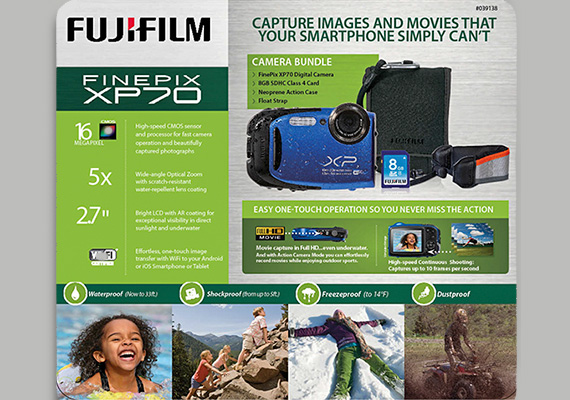 #039138
FUJIFILM
CAPTURE IMAGES AND MOVIES THAT
YOUR SMARTPHONE SIMPLY CAN'T
FINEPIX
XP70
16
MEGAPIXEL
CMOS
High-speed CMOS sensor
and processor for fast camera
operation and beautifully
captured photographs
5x
Wide-angle Optical Zoom
with scratch-resistant
water-repellent lens coating
2.7"
Bright LCD with AR coating for
exceptional visibility in direct
sunlight and underwater
Wi Fi
Effortless, one-touch image
transfer with WiFi to your Android
or iOS Smartphone or Tablet
CAMERA BUNDLE
> FinePix XP70 Digital Camera
> 8GB SDHC Class 4 Card
> Neoprene Action Case
> Float Strap
FUJIFILM
XP
8
GB
FUJIFILM
EASY ONE-TOUCH OPERATION SO YOU NEVER MISS THE ACTION
FULL HD
MOVIE
Movie capture in Full HD...even underwater.
And with Action Camera Mode you can effortlessly
record movies while enjoying outdoor sports.
High-speed Continuous Shooting:
Captures up to 10 frames per second
Waterproof (Now to 33ft)
Shockproof (from up to 5ft)
Freezeproof (to 14°F)
Dustproof